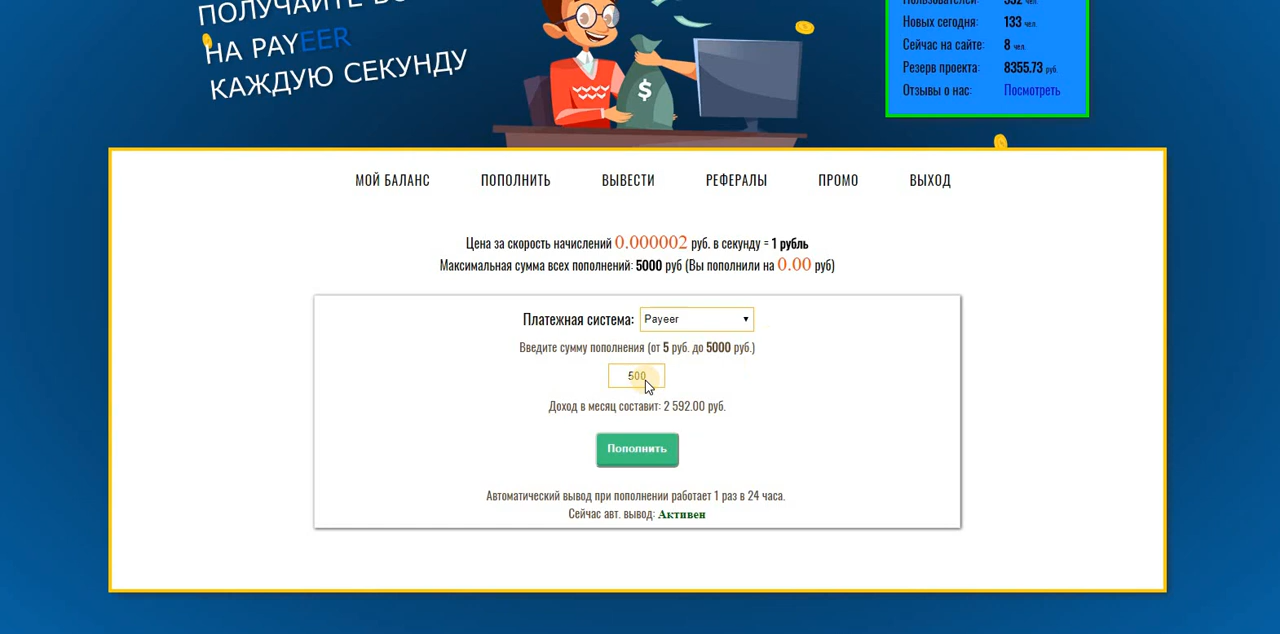 ПОЛУЧАЙТЕ
НА PAYEER
КАЖДУЮ СЕКУНДУ
$
Новых сегодня: 133 чел.
Сейчас на сайте: 8 чел.
Резерв проекта: 8355.73 руб.
Отзывы о нас: Посмотреть
МОЙ БАЛАНС ПОПОЛНИТЬ ВЫВЕСТИ РЕФЕРАЛЫ ПРОМО ВЫХОД
Цена за скорость начислений 0.000002 руб. в секунду = 1 рубль
Максимальная сумма всех пополнений: 5000 руб (Вы пополнили на 0.00 руб)
Платежная система: Payeer
Введите сумму пополнения (от 5 руб. до 5000 руб.)
500
Доход в месяц составит: 2 592.00 руб.
Пополнить
Автоматический вывод при пополнении работает 1 раз в 24 часа.
Сейчас авт. вывод: Активен